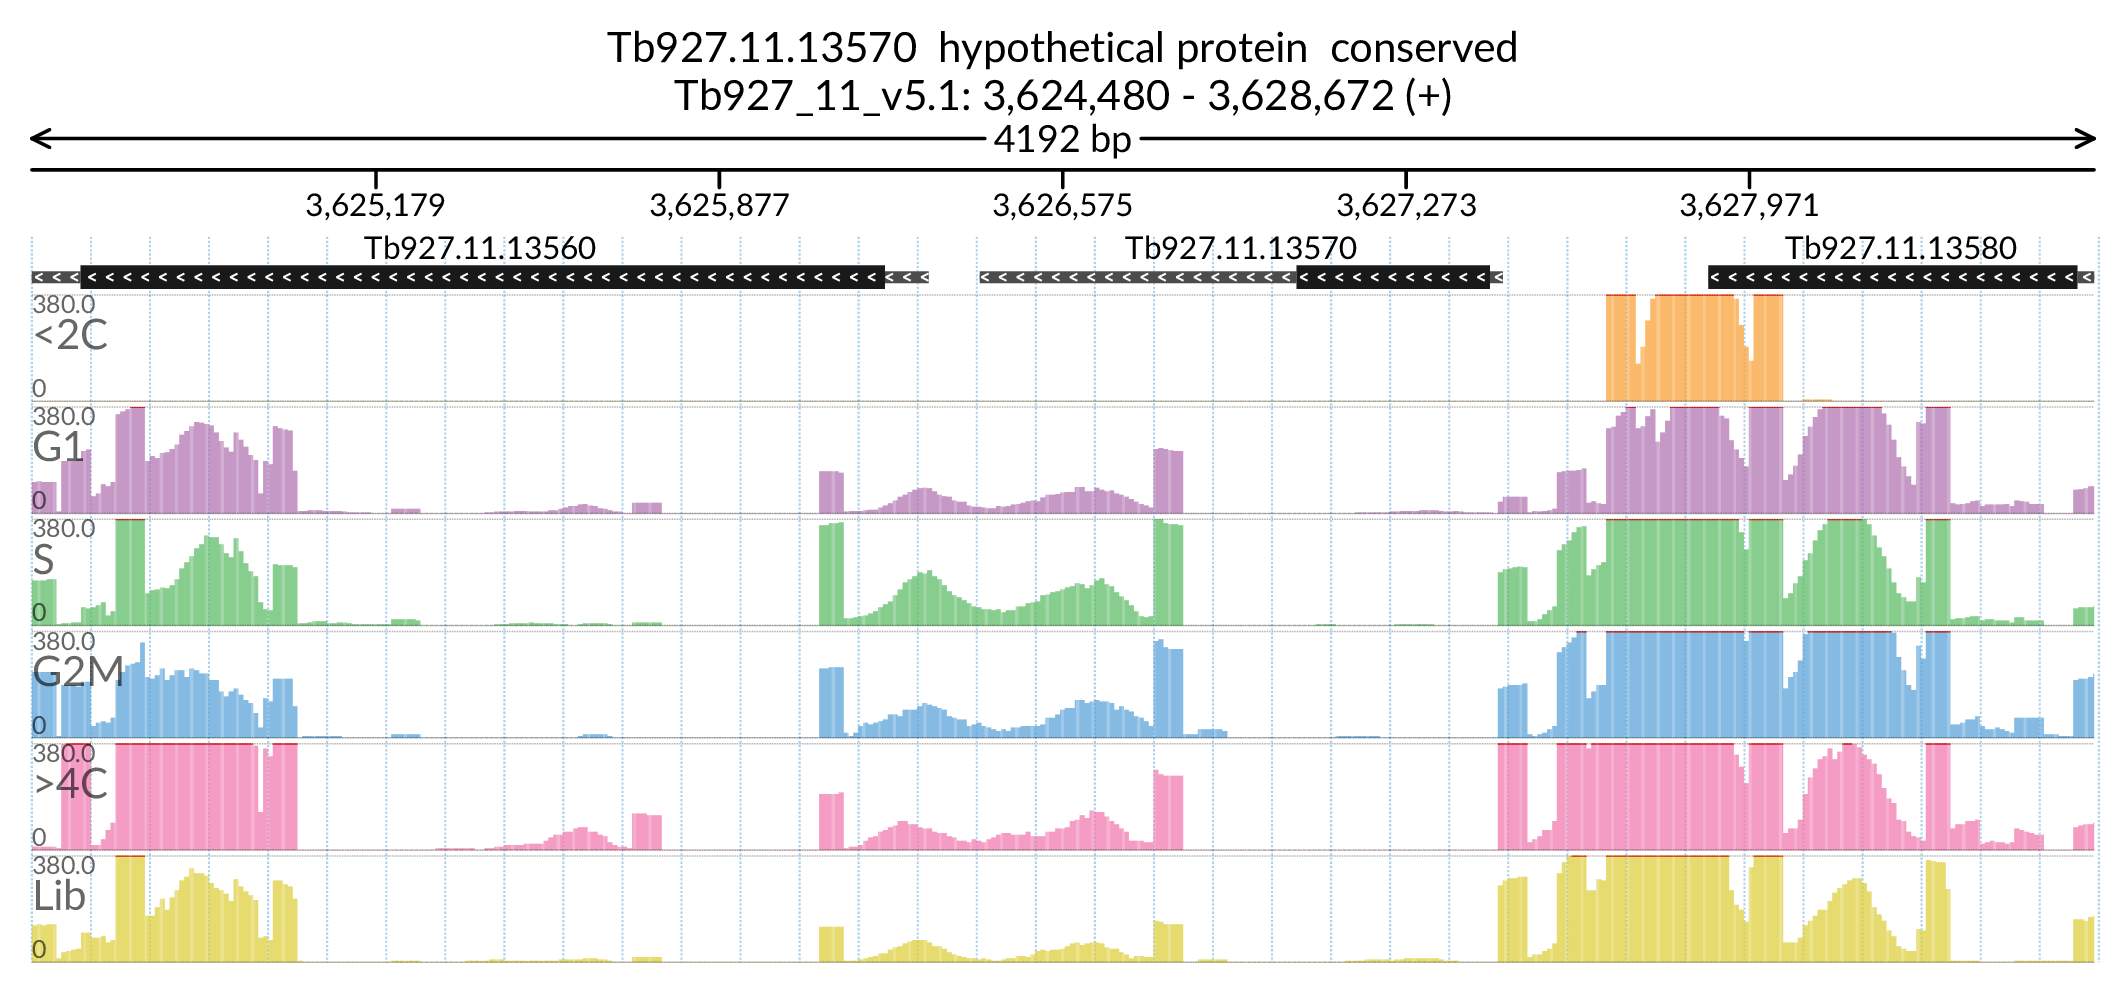 Tb927.11.13570 hypothetical protein conserved
Tb927_11_v5.1: 3,624,480 - 3,628,672 (+)
4192 bp
3,625,179 3,625,877 3,626,575 3,627,273 3,627,971
Tb927.11.13560 Tb927.11.13570 Tb927.11.13580
380.0
<2C
0
380.0
G1
0
380.0
S
0
380.0
G2M
0
380.0
>4C
0
380.0
Lib
0